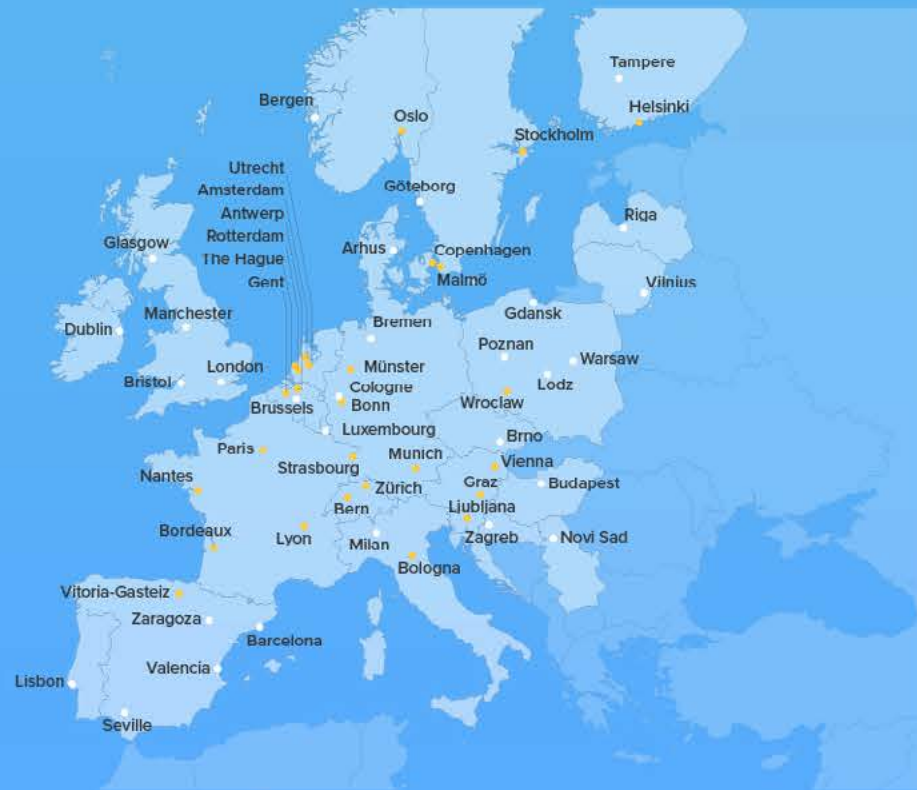 Tampere
Bergen
Helsinki
Oslo
Stockholm
Utrecht
Amsterdam
Göteborg
Antwerp
Riga
Rotterdam
Glasgow
Arhus
Copenhagen
The Hague
Malmö
Gent
Vilnius
Manchester
Gdansk
Dublin
Bremen
Poznan
Warsaw
London
Münster
Bristol
Cologne
Lodz
Brussels
Bonn
Wroclaw
Luxembourg
Brno
Paris
Munich
Vienna
Strasbourg
Nantes
Zürich
Graz
Budapest
Bern
Ljubljana
Bordeaux
Lyon
Milan
Zagreb
Novi Sad
Bologna
Vitoria-Gasteiz
Zaragoza
Barcelona
Valencia
Lisbon
Seville